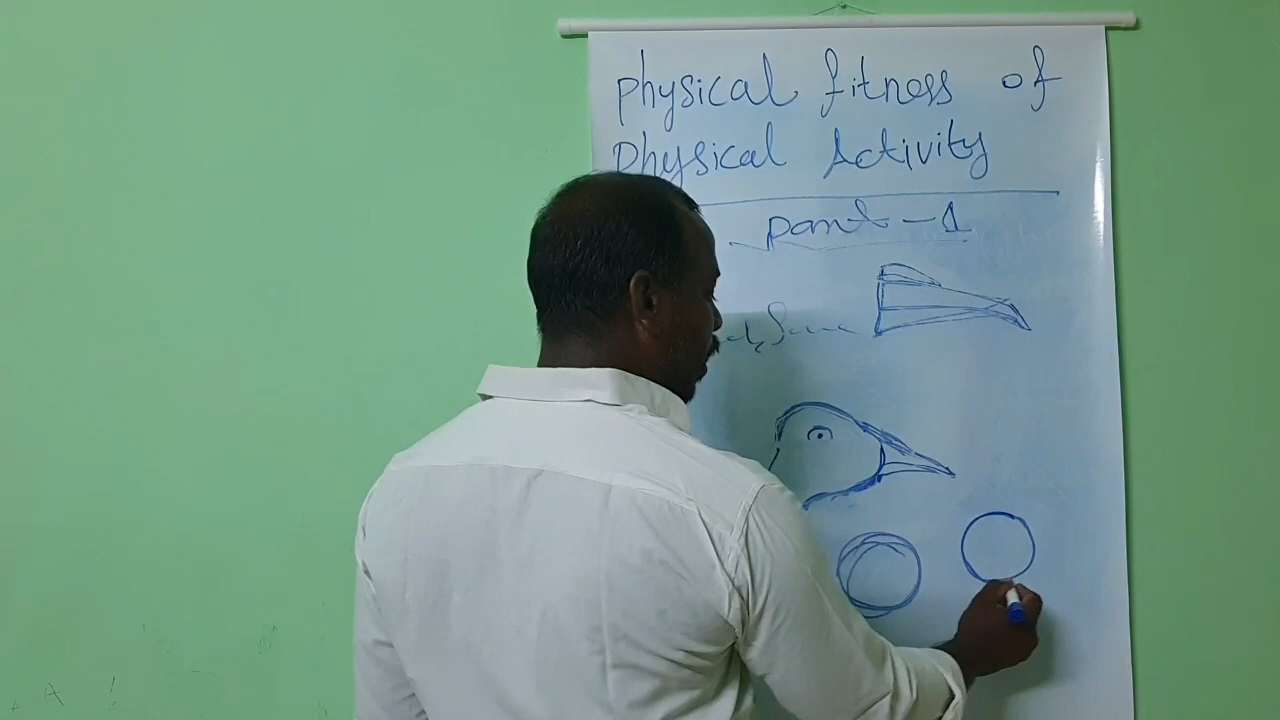 Physical fitness of
Physical Activity
Part - 1